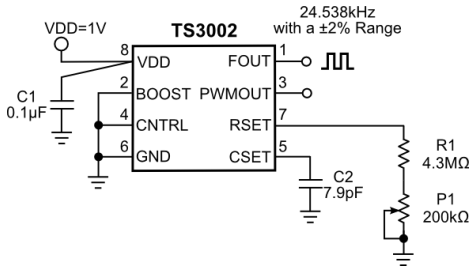 24.538kHz
with a ±2% Range
VDD=1V
TS3002
8
VDD
FOUT
1
2
BOOST
PWMOUT
3
C1
0.1µF
4
CNTRL
RSET
7
6
GND
CSET
5
R1
4.3MΩ
C2
7.9pF
P1
200kΩ